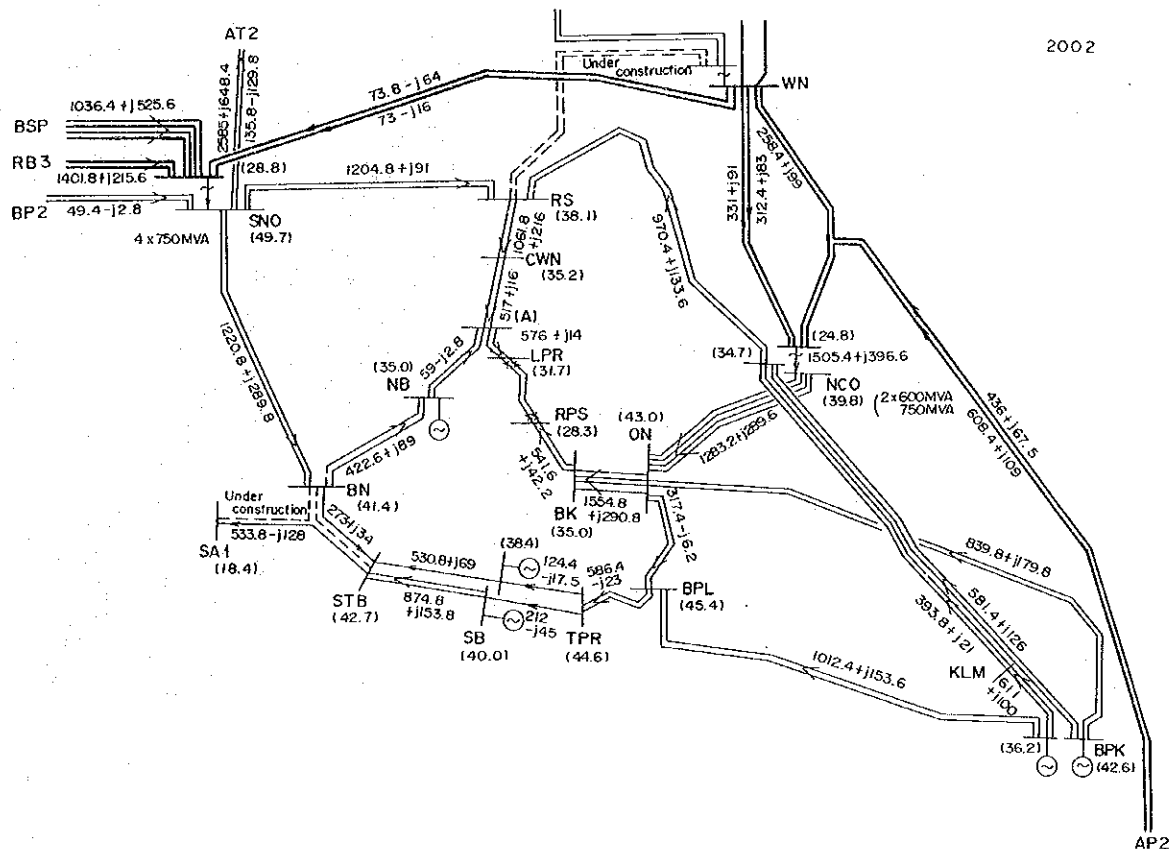 2002
AT2
Under construction
WN
1036.4+j525.6
BSP
RB3
1401.8+j215.6
BP2
49.4-j2.8
2585+j648.4
135.8-j129.8
73.8-j64
73-j16
(28.8)
1204.8+j91
SNO
(49.7)
4x750MVA
RS
(38.1)
1061.8
+j216
CWN
(35.2)
517+j16
(A)
576+j14
LPR
(31.7)
970.4+j133.6
331+j91
312.4+j83
258.4+j99
(24.8)
1505.4+j396.6
(34.7)
NCO
(39.8)
(2x600MVA
750MVA
436+j67.5
608.4+j109
1220.8+j289.8
(35.0)
NB
59-j2.8
422.6+j89
RPS
(28.3)
541.6
+j42.2
(43.0)
ON
1283.2+j289.6
BK
(35.0)
1554.8
+j290.8
317.4-j6.2
BN
(41.4)
Under
construction
273+j34
533.8-j128
SA1
(18.4)
530.8+j69
(38.4)
124.4
-j17.5
586.4
-j23
BPL
(45.4)
STB
(42.7)
874.8
+j153.8
SB
(40.0)
212
-j45
TPR
(44.6)
839.8+j179.8
581.4+j126
393.8+j21
1012.4+j153.6
KLM
611
+j100
(36.2)
BPK
(42.6)
AP2